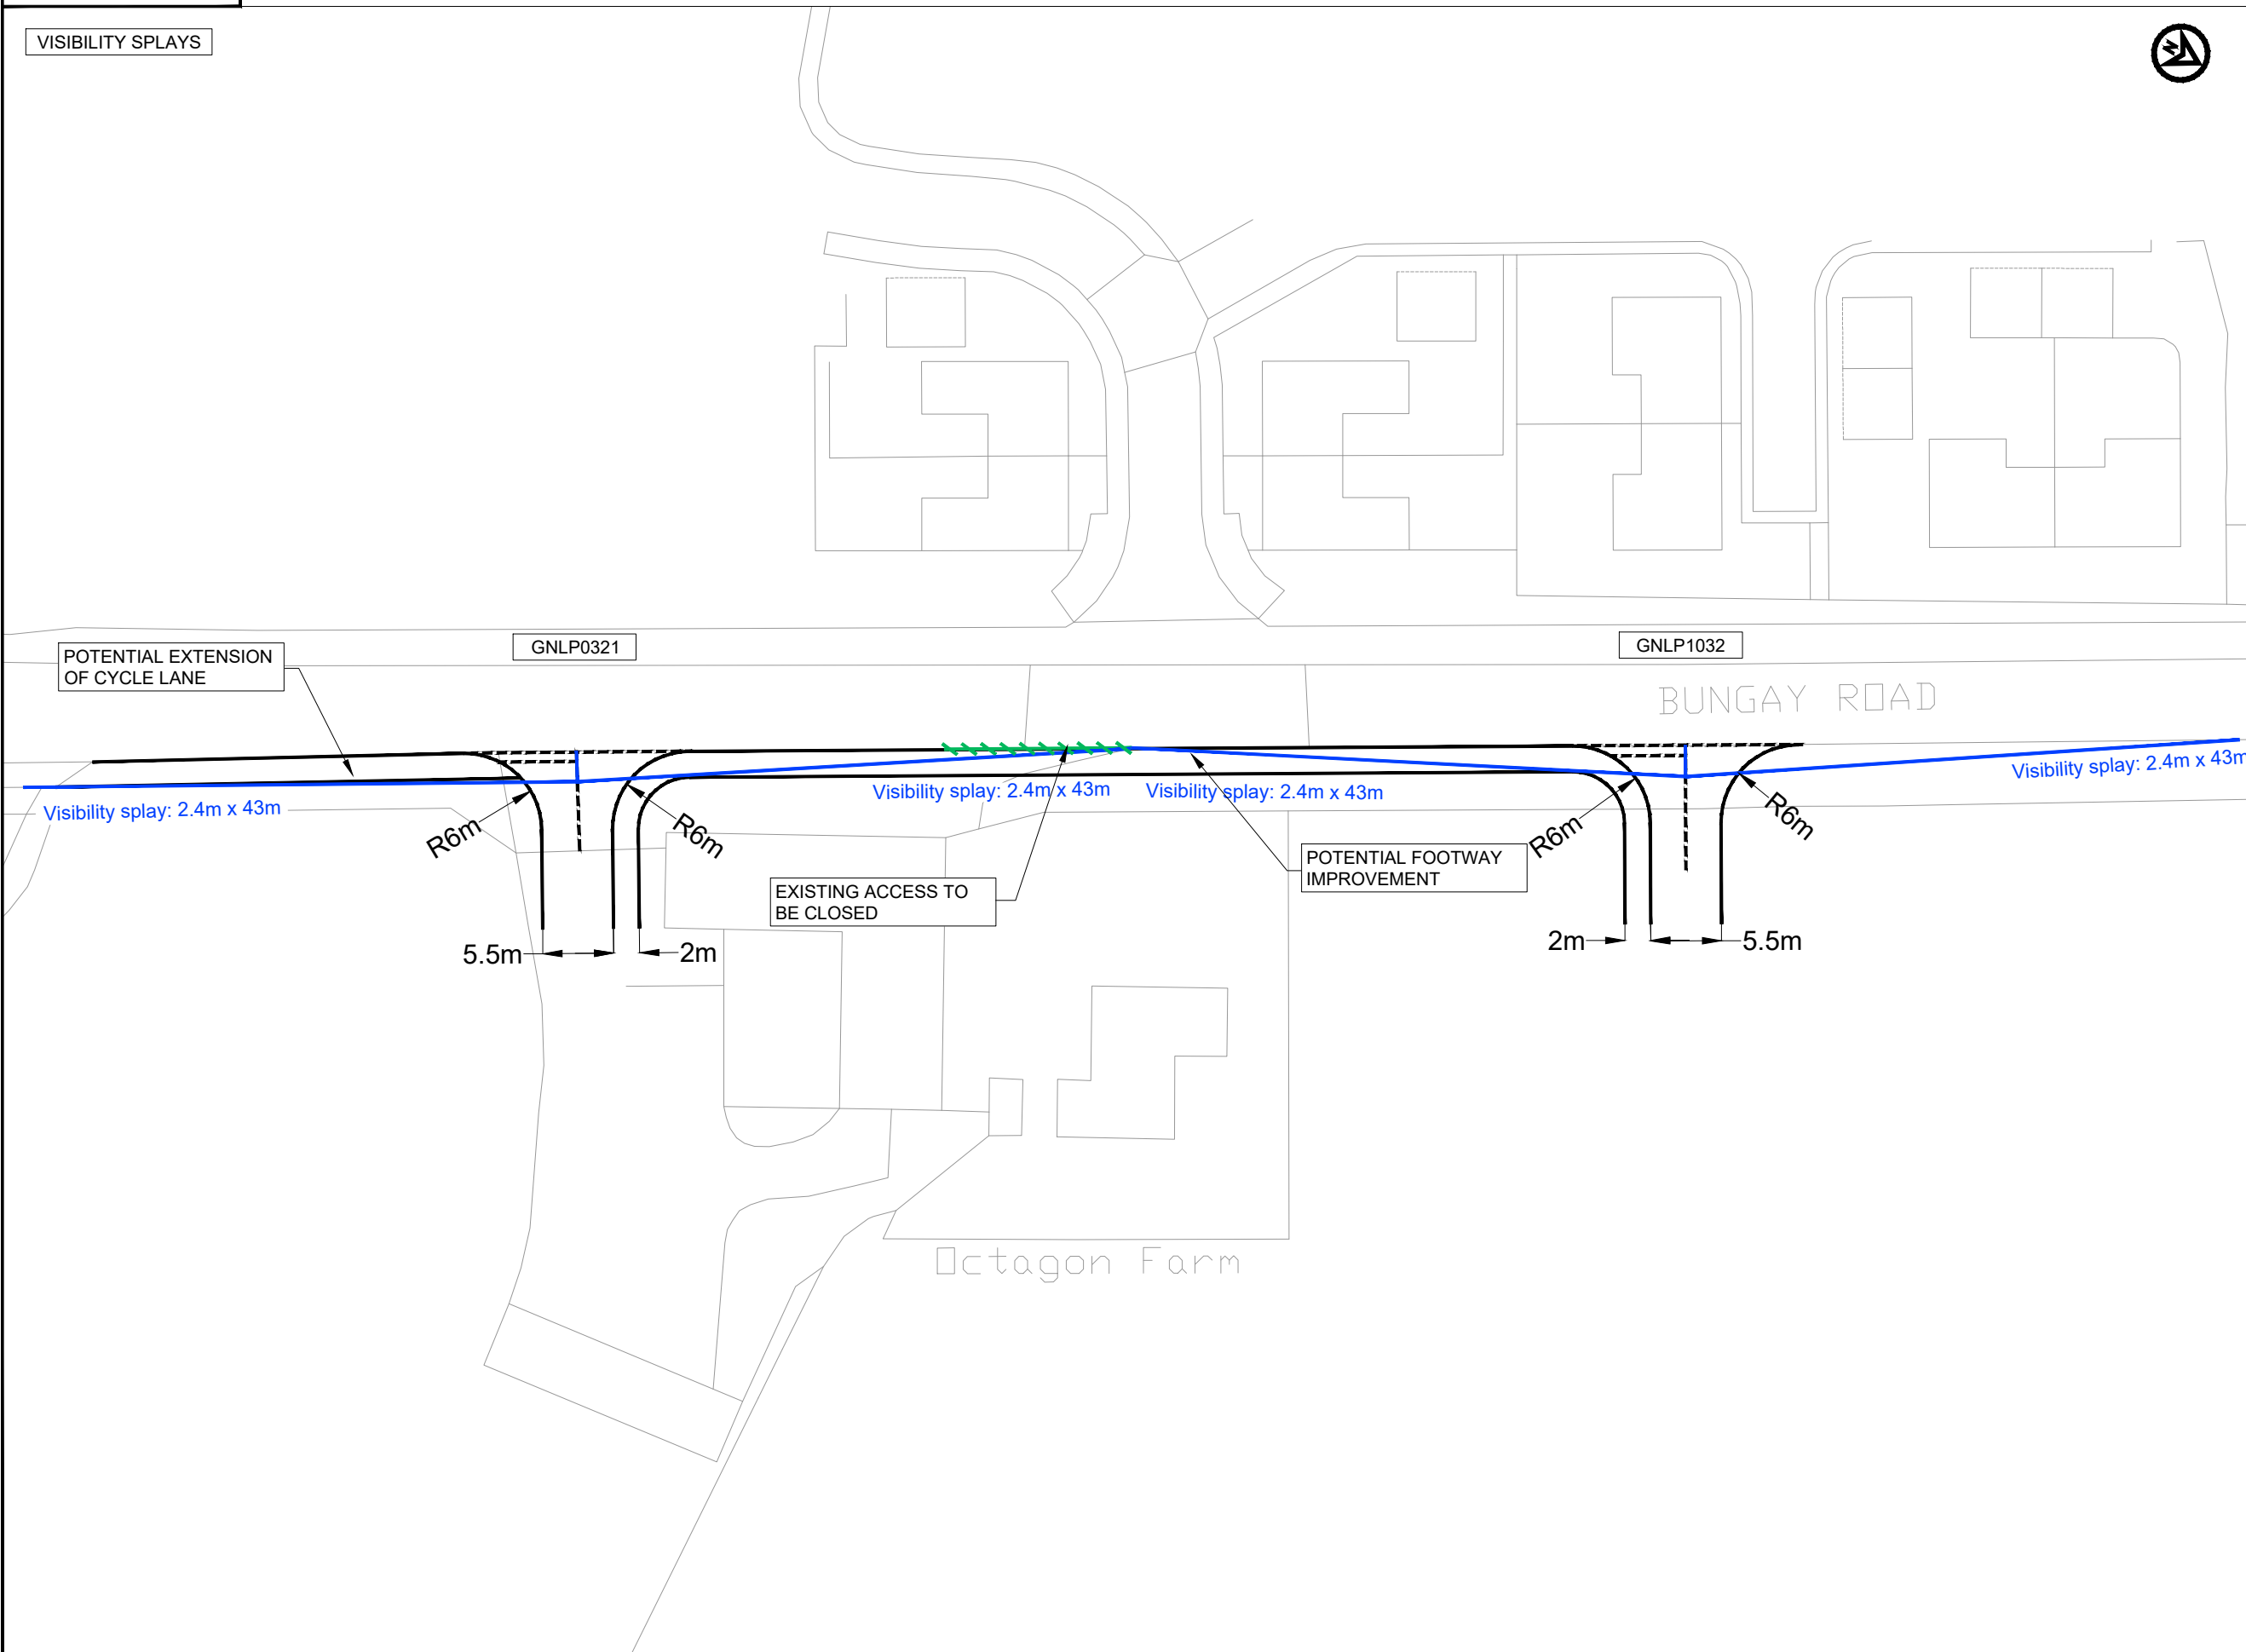 VISIBILITY SPLAYS
N
GNLP0321
GNLP1032
POTENTIAL EXTENSION
OF CYCLE LANE
BUNGAY ROAD
Visibility splay: 2.4m x 43m
Visibility splay: 2.4m x 43m
Visibility splay: 2.4m x 43m
Visibility splay: 2.4m x 43m
R6m
R6m
R6m
R6m
POTENTIAL FOOTWAY
IMPROVEMENT
EXISTING ACCESS TO
BE CLOSED
5.5m
2m
2m
5.5m
Octagon Farm